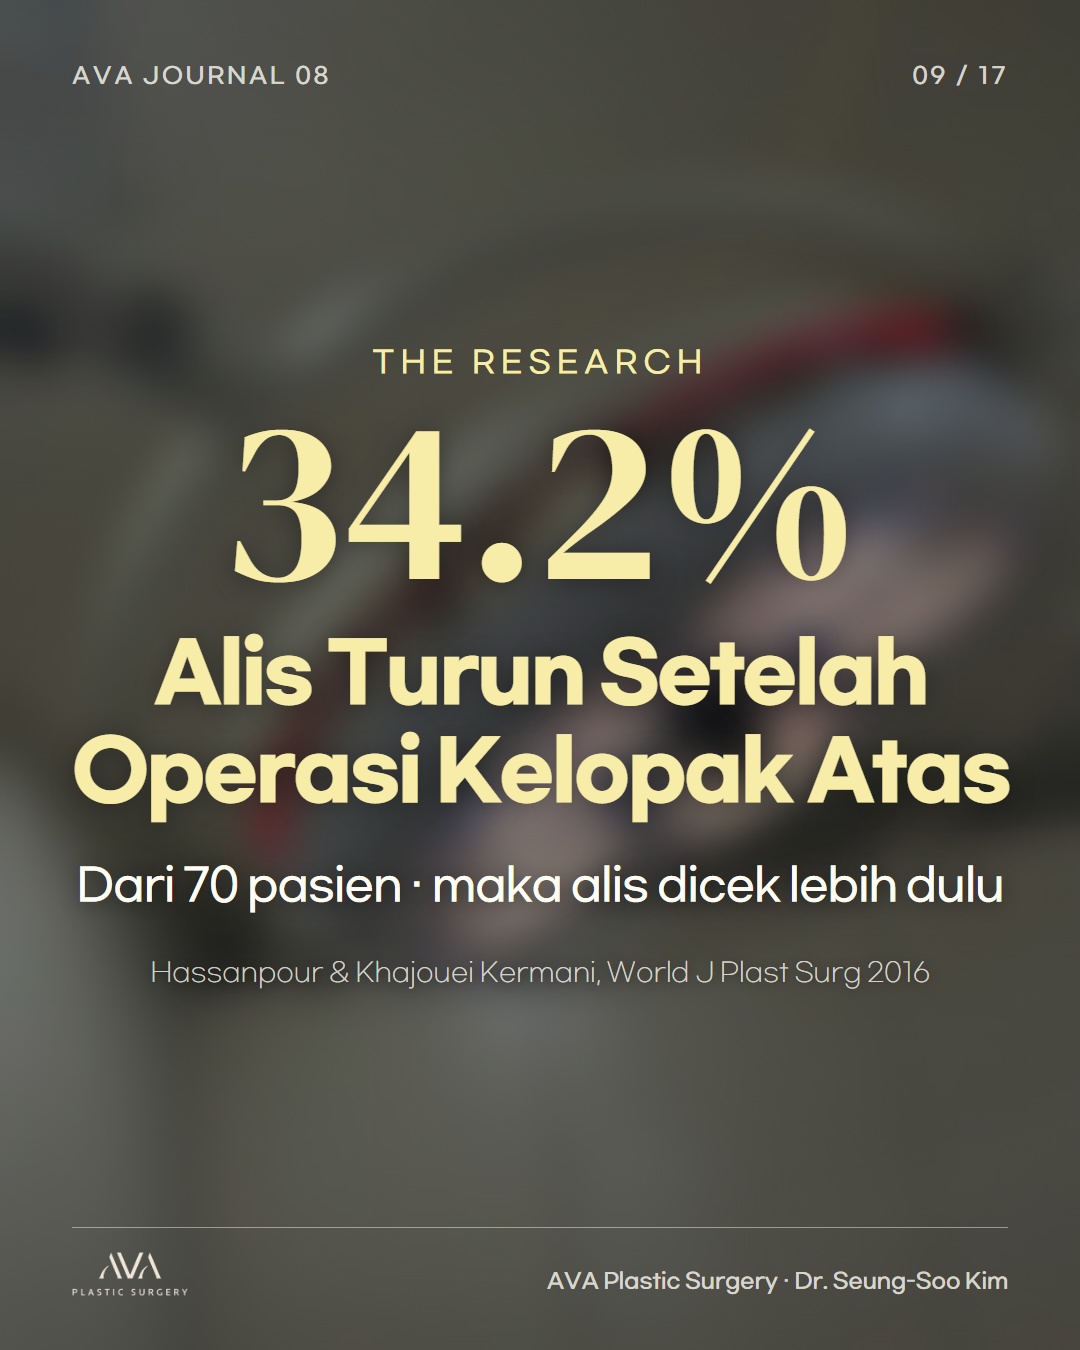 AVA JOURNAL 08
09 / 17
THE RESEARCH
34.2%
Alis Turun Setelah
Operasi Kelopak Atas
Dari 70 pasien · maka alis dicek lebih dulu
Hassanpour & Khajouei Kermani, World J Plast Surg 2016
AVA
PLASTIC SURGERY
AVA Plastic Surgery · Dr. Seung-Soo Kim